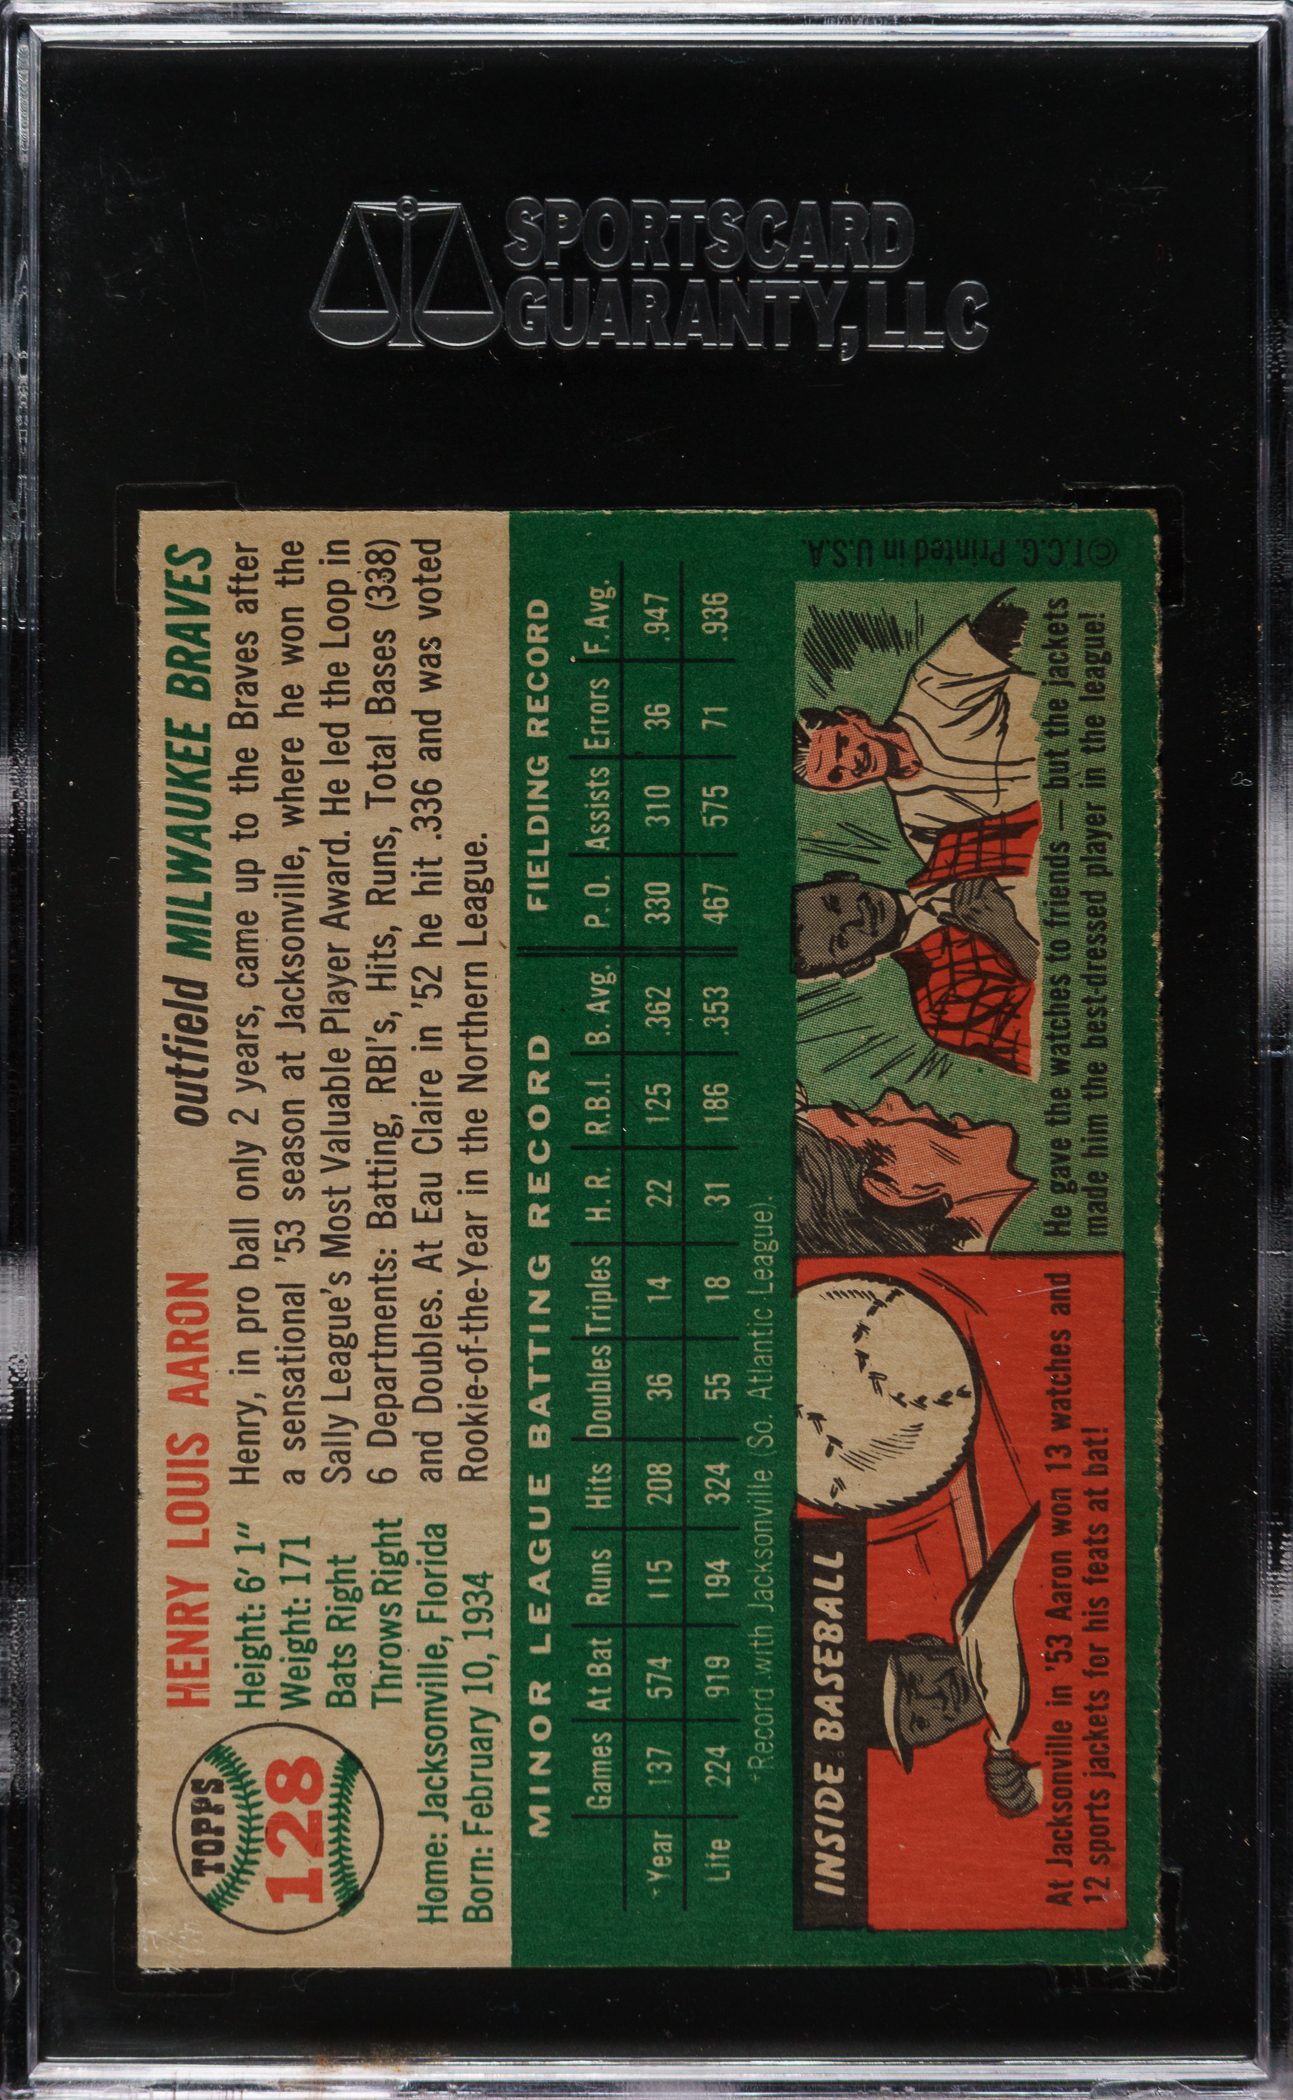 SPORTSCARD
GUARANTY, LLC
TOPPS
128
HENRY LOUIS AARON
outfield MILWAUKEE BRAVES
Height: 6' 1"
Weight: 171
Bats Right
Throws Right
Home: Jacksonville, Florida
Born: February 10, 1934
Henry, in pro ball only 2 years, came up to the Braves after
a sensational '53 season at Jacksonville, where he won the
Sally League's Most Valuable Player Award. He led the Loop in
6 Departments: Batting, RBI's, Hits, Runs, Total Bases (338)
and Doubles. At Eau Claire in '52 he hit .336 and was voted
Rookie-of-the-Year in the Northern League.
MINOR LEAGUE BATTING RECORD FIELDING RECORD
Games At Bat Runs Hits Doubles Triples H. R. R.B.I. B. Avg. P. O. Assists Errors F. Avg.
*Year 137 574 115 208 36 14 22 125 .362 330 310 36 .947
Life 224 919 194 324 55 18 31 186 .353 467 575 71 .936
*Record with Jacksonville (So. Atlantic League).
INSIDE BASEBALL
At Jacksonville in '53 Aaron won 13 watches and
12 sports jackets for his feats at bat!
He gave the watches to friends — but the jackets
made him the best-dressed player in the league!
©T.C.G. Printed in U.S.A.